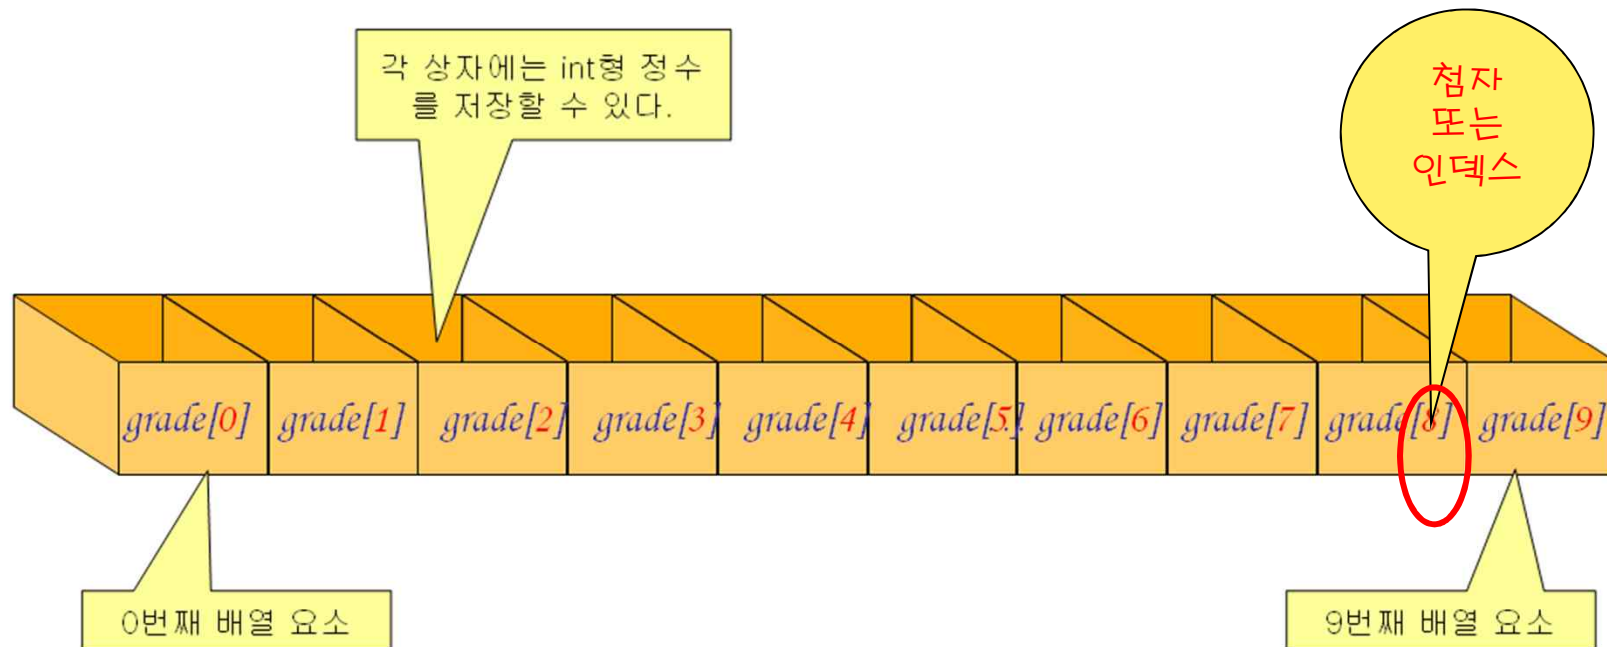 각 상자에는 int형 정수
를 저장할 수 있다.
첨자
또는
인덱스
grade[0] grade[1] grade[2] grade[3] grade[4] grade[5]. grade[6] grade[7] grade[8] grade[9]
0번째 배열 요소
9번째 배열 요소